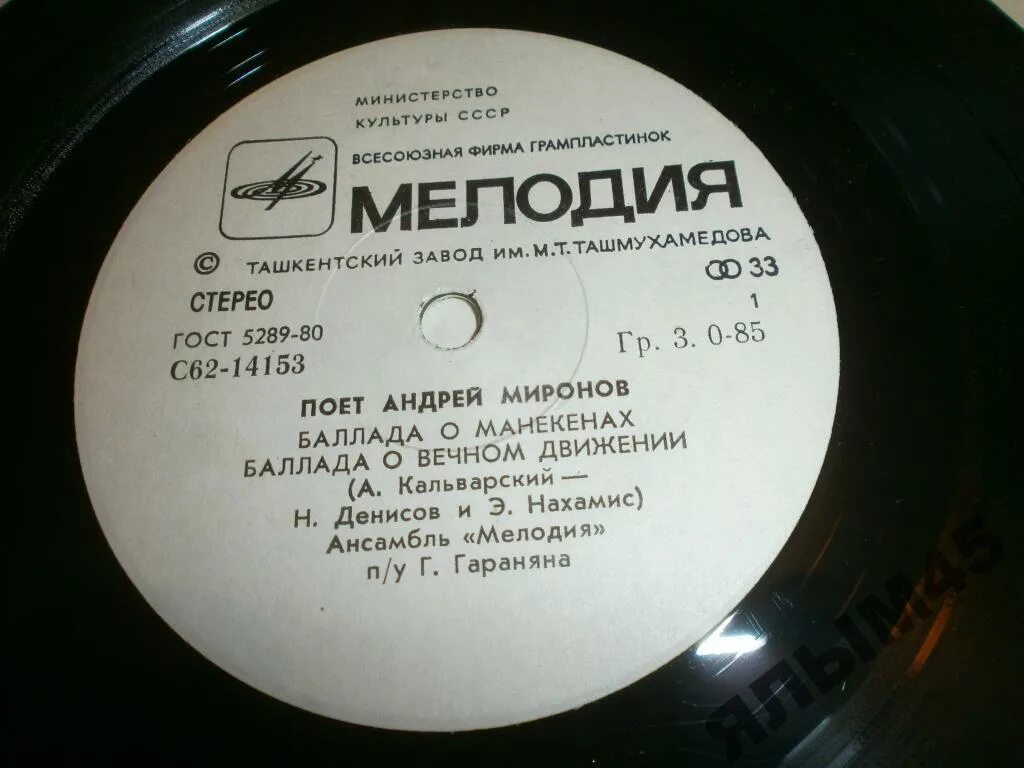 МИНИСТЕРСТВО
КУЛЬТУРЫ СССР
ВСЕСОЮЗНАЯ ФИРМА ГРАМПЛАСТИНОК
МЕЛОДИЯ
© ТАШКЕНТСКИЙ ЗАВОД ИМ. М.Т. ТАШМУХАМЕДОВА
СТЕРЕО
33
ГОСТ 5289-80
1
С62-14153
Гр. 3. 0-85
ПОЕТ АНДРЕЙ МИРОНОВ
БАЛЛАДА О МАНЕКЕНАХ
БАЛЛАДА О ВЕЧНОМ ДВИЖЕНИИ
(А. Кальварский —
Н. Денисов и Э. Нахамис)
Ансамбль «Мелодия»
п/у Г. Гараняна
ЯЛЫМ45